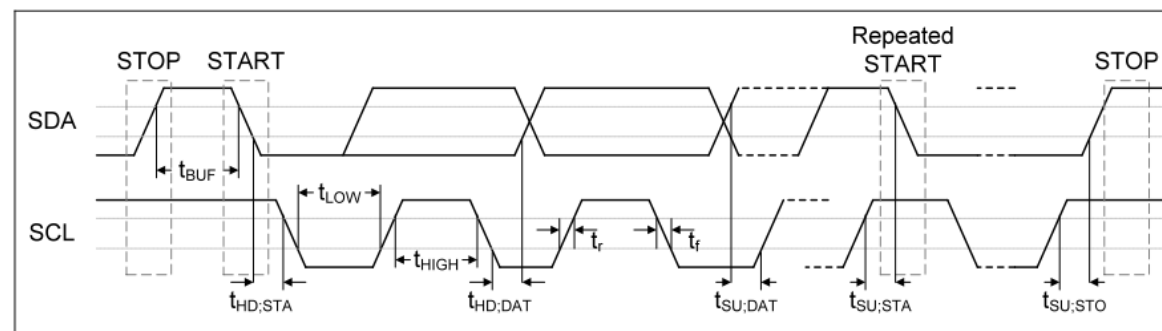 STOP START Repeated START STOP
SDA
tBUF
tLOW
SCL
tHIGH tr tf
tHD;STA tHD;DAT tSU;DAT tSU;STA tSU;STO